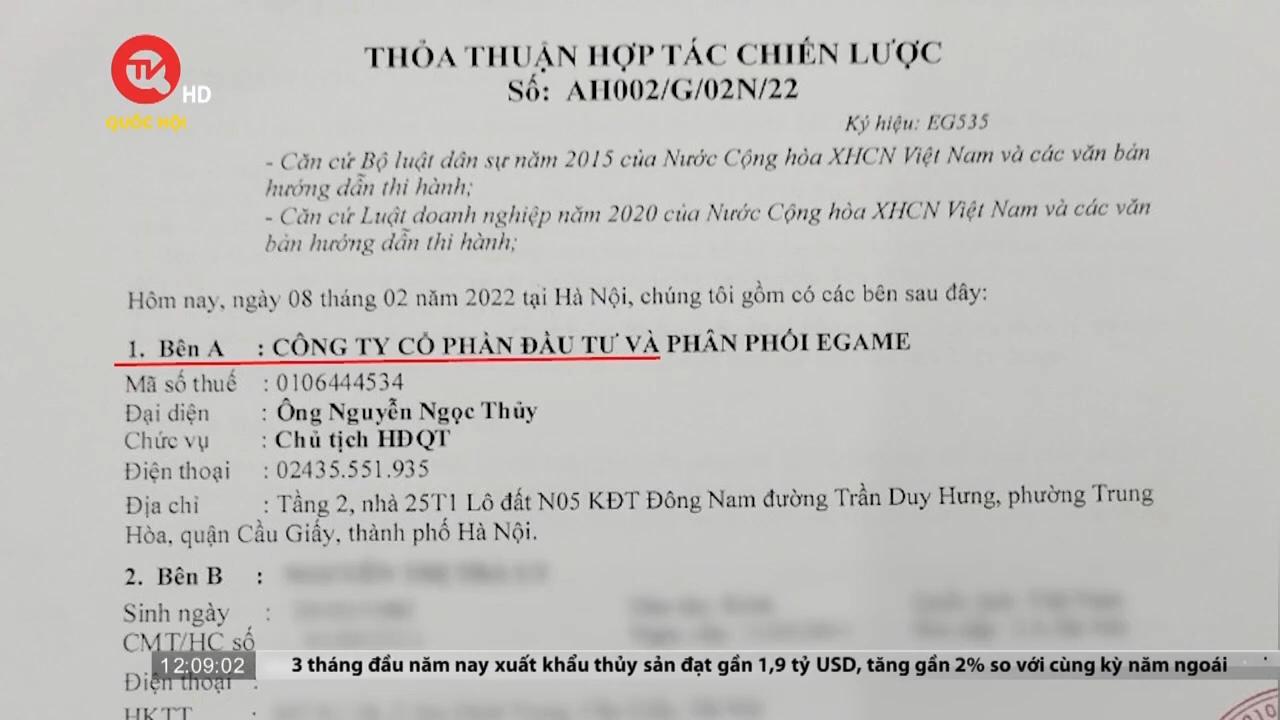 THỎA THUẬN HỢP TÁC CHIẾN LƯỢC
Số: AH002/G/02N/22
TV
HD
QUỐC HỘI
Ký hiệu: EG535
- Căn cứ Bộ luật dân sự năm 2015 của Nước Cộng hòa XHCN Việt Nam và các văn bản
hướng dẫn thi hành;
- Căn cứ Luật doanh nghiệp năm 2020 của Nước Cộng hòa XHCN Việt Nam và các văn
bản hướng dẫn thi hành;
Hôm nay, ngày 08 tháng 02 năm 2022 tại Hà Nội, chúng tôi gồm có các bên sau đây:
1. Bên A : CÔNG TY CỔ PHẦN ĐẦU TƯ VÀ PHÂN PHỐI EGAME
Mã số thuế : 0106444534
Đại diện : Ông Nguyễn Ngọc Thủy
Chức vụ : Chủ tịch HĐQT
Điện thoại : 02435.551.935
Địa chỉ : Tầng 2, nhà 25T1 Lô đất N05 KĐT Đông Nam đường Trần Duy Hưng, phường Trung
Hòa, quận Cầu Giấy, thành phố Hà Nội.
2. Bên B :
Sinh ngày :
CMT/HC số
12:09:02 3 tháng đầu năm nay xuất khẩu thủy sản đạt gần 1,9 tỷ USD, tăng gần 2% so với cùng kỳ năm ngoái
Điện thoại :
HKTT :